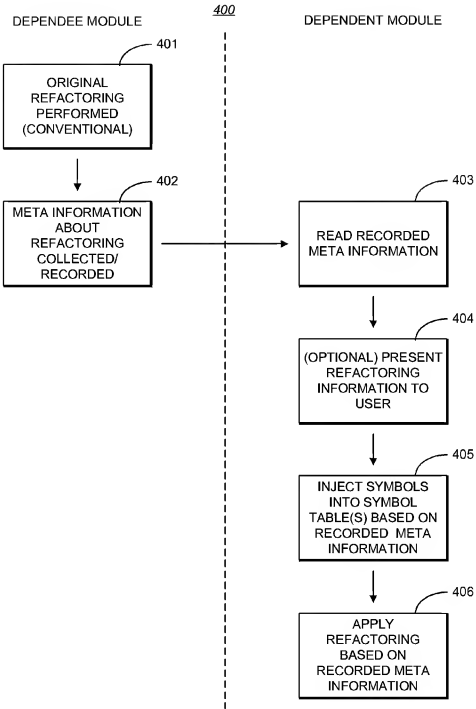 400
DEPENDEE MODULE
DEPENDENT MODULE
401
ORIGINAL
REFACTORING
PERFORMED
(CONVENTIONAL)
402
META INFORMATION
ABOUT
REFACTORING
COLLECTED/
RECORDED
403
READ RECORDED
META INFORMATION
404
(OPTIONAL) PRESENT
REFACTORING
INFORMATION TO
USER
405
INJECT SYMBOLS
INTO SYMBOL
TABLE(S) BASED ON
RECORDED META
INFORMATION
406
APPLY
REFACTORING
BASED ON
RECORDED META
INFORMATION